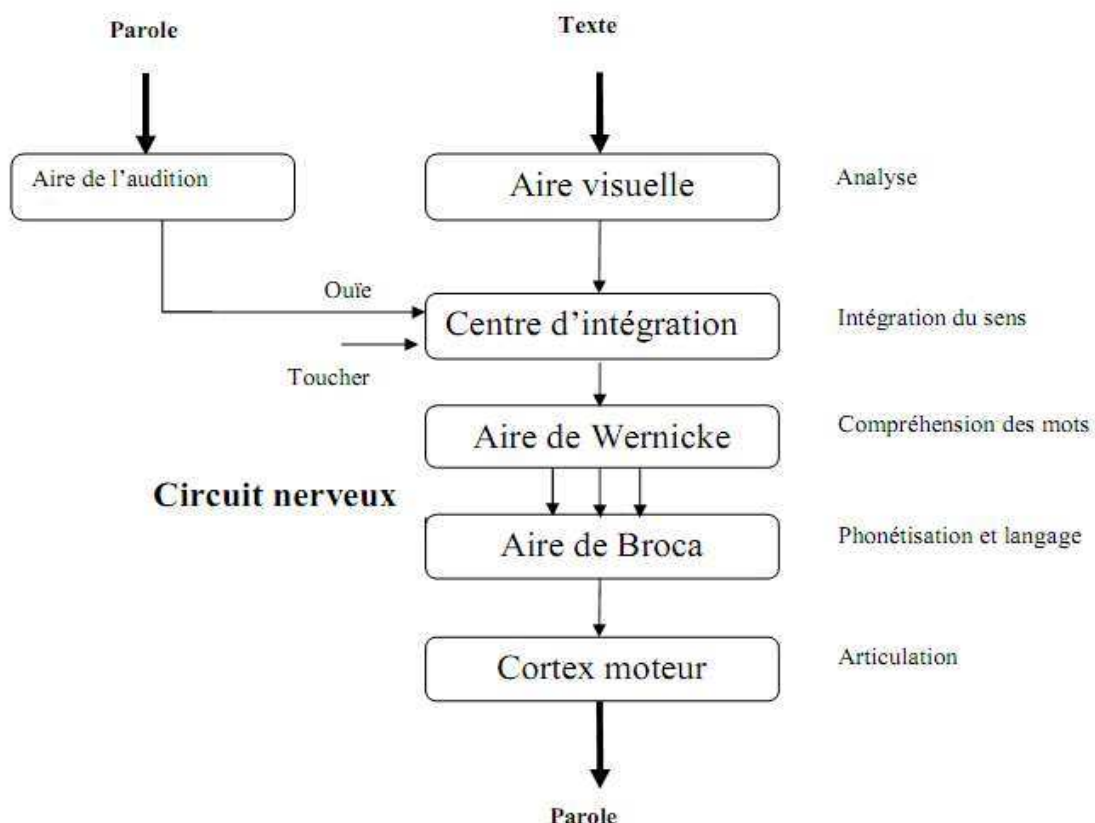 Parole
Texte
Aire de l’audition
Aire visuelle
Analyse
Ouïe
Centre d’intégration
Intégration du sens
Toucher
Aire de Wernicke
Compréhension des mots
Circuit nerveux
Aire de Broca
Phonétisation et langage
Cortex moteur
Articulation
Parole